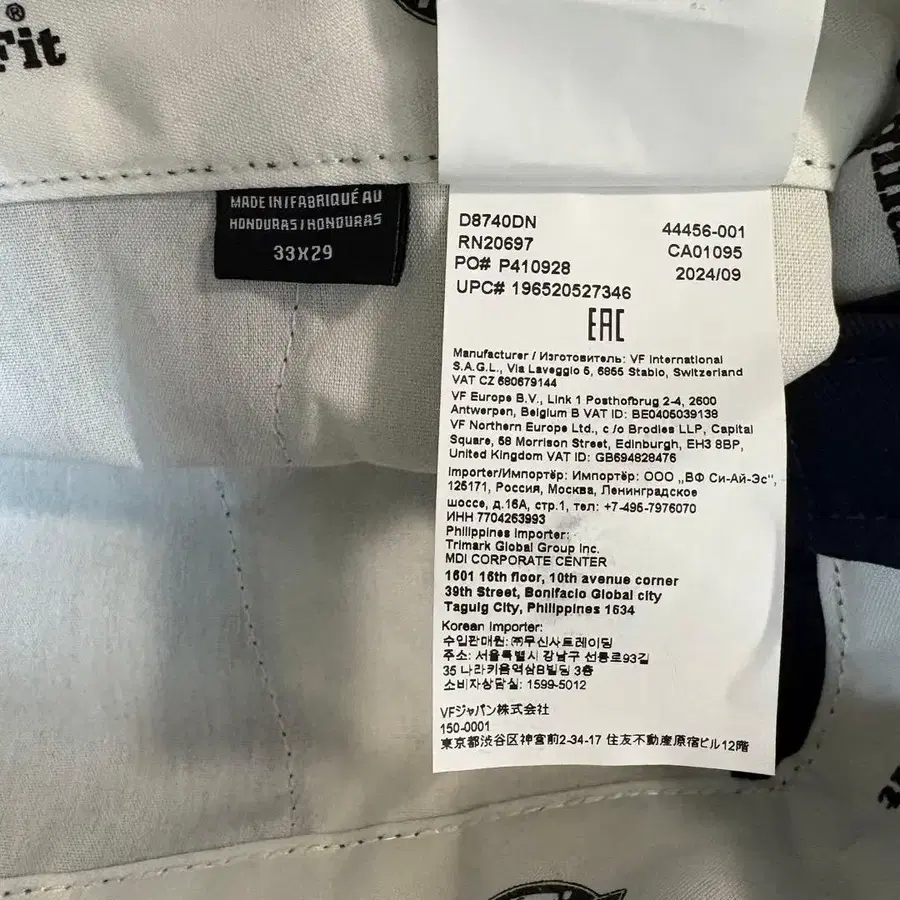 ®
Fit
MADE IN/FABRIQUÉ AU
HONDURAS/HONDURAS
33X29
D8740DN
RN20697
PO# P410928
UPC# 196520527346
44456-001
CA01095
2024/09
EAC
Manufacturer / Изготовитель: VF International
S.A.G.L., Via Laveggio 5, 6855 Stabio, Switzerland
VAT CZ 680679144
VF Europe B.V., Link 1 Posthofbrug 2-4, 2600
Antwerpen, Belgium B VAT ID: BE0405039138
VF Northern Europe Ltd., c/o Brodies LLP, Capital
Square, 58 Morrison Street, Edinburgh, EH3 8BP,
United Kingdom VAT ID: GB694828476
Importer/Импортёр: Импортёр: ООО „ВФ Си-Ай-Эс“,
125171, Россия, Москва, Ленинградское
шоссе, д.16А, стр.1, тел: +7-495-7976070
ИНН 7704263993
Philippines Importer:
Trimark Global Group Inc.
MDI CORPORATE CENTER
1601 16th floor, 10th avenue corner
39th Street, Bonifacio Global city
Taguig City, Philippines 1634
Korean Importer:
수입판매원: ㈜무신사트레이딩
주소: 서울특별시 강남구 선릉로93길
35 나라키움역삼B빌딩 3층
소비자상담실: 1599-5012
VFジャパン株式会社
150-0001
東京都渋谷区神宮前2-34-17 住友不動産原宿ビル12階